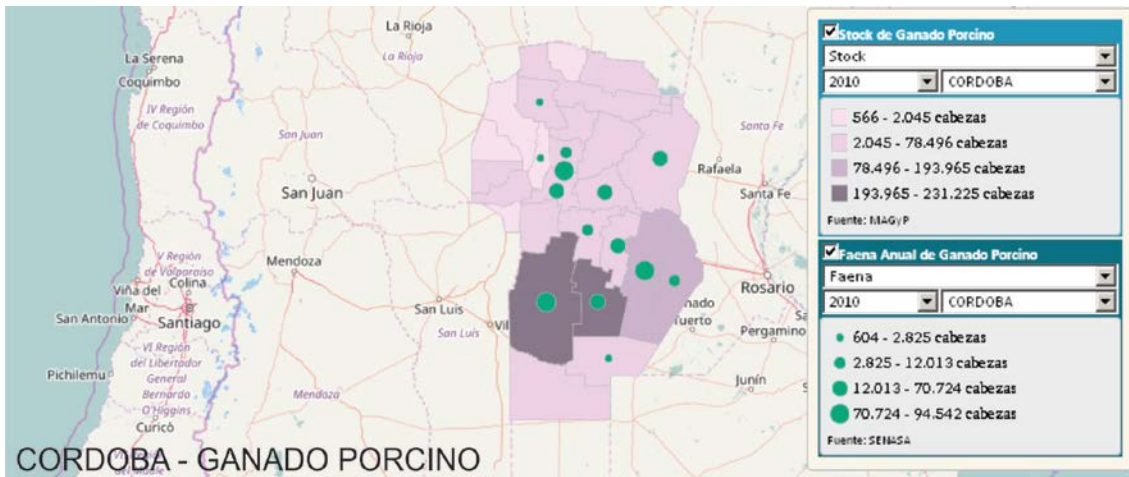 La Rioja
La Rioja
La Serena
Coquimbo
IV Región
de Coquimbo
San Juan
San Juan
Santa Fe
Rafaela
Santa Fe
V Región
de Valparaíso
Viña del
Mar
Colina
San Antonio
Santiago
Mendoza
San Luis
San Luis
Rosario
Pergamino
VI Región
del Libertador
General
Bernardo
O'Higgins
Pichilemu
Mendoza
Junín
Curicó
CORDOBA - GANADO PORCINO
Stock de Ganado Porcino
Stock
2010 CORDOBA
566 - 2.045 cabezas
2.045 - 78.496 cabezas
78.496 - 193.965 cabezas
193.965 - 231.225 cabezas
Fuente: MAGyP
Faena Anual de Ganado Porcino
Faena
2010 CORDOBA
604 - 2.825 cabezas
2.825 - 12.013 cabezas
12.013 - 70.724 cabezas
70.724 - 94.542 cabezas
Fuente: SENASA